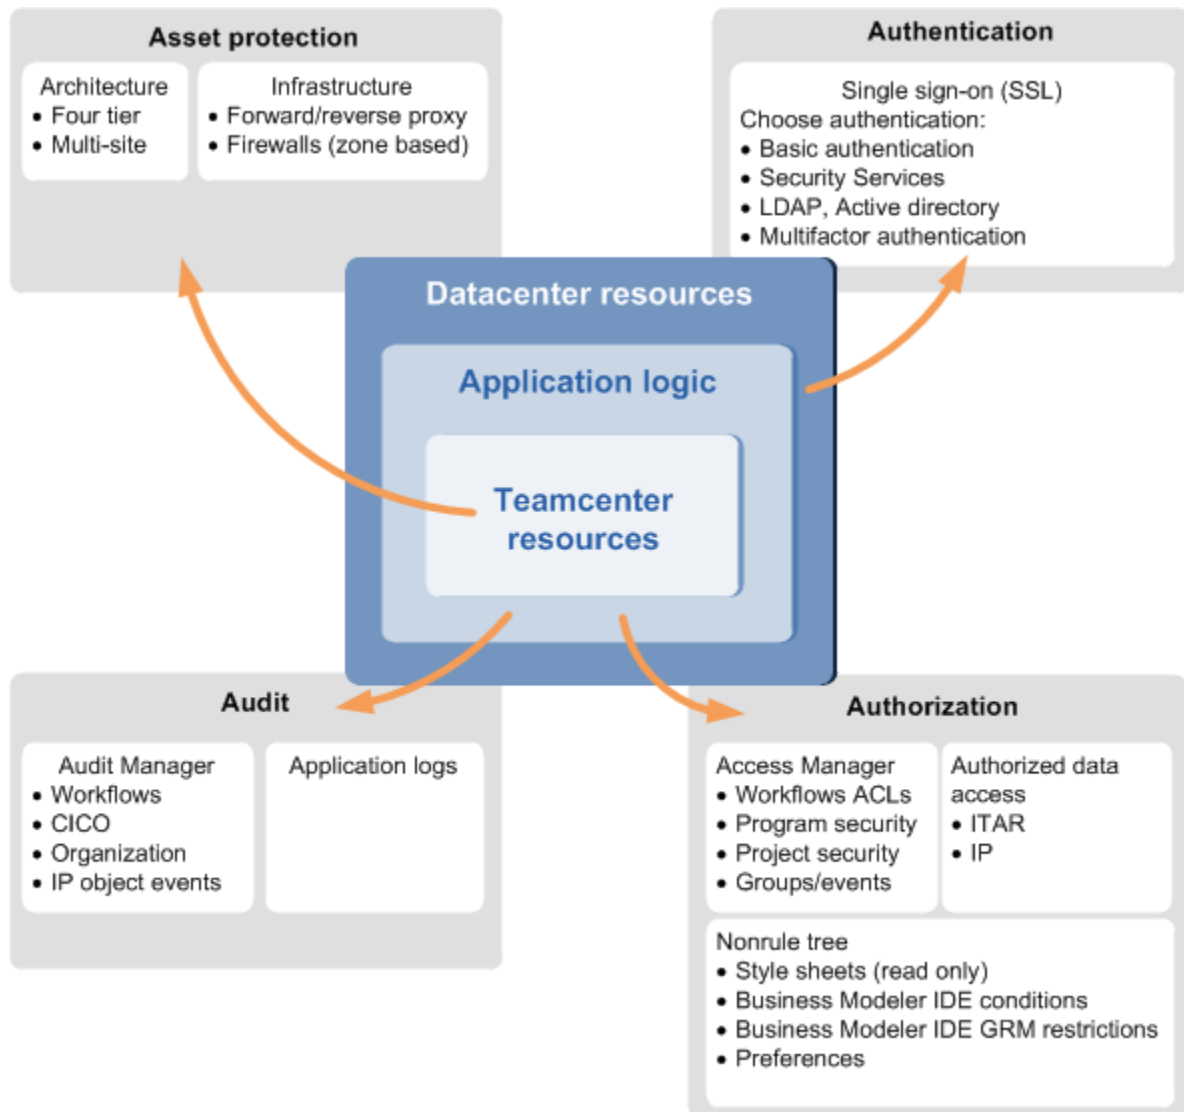 Asset protection
Architecture
• Four tier
• Multi-site
Infrastructure
• Forward/reverse proxy
• Firewalls (zone based)
Authentication
Single sign-on (SSL)
Choose authentication:
• Basic authentication
• Security Services
• LDAP, Active directory
• Multifactor authentication
Datacenter resources
Application logic
Teamcenter
resources
Audit
Audit Manager
• Workflows
• CICO
• Organization
• IP object events
Application logs
Authorization
Access Manager
• Workflows ACLs
• Program security
• Project security
• Groups/events
Authorized data
access
• ITAR
• IP
Nonrule tree
• Style sheets (read only)
• Business Modeler IDE conditions
• Business Modeler IDE GRM restrictions
• Preferences